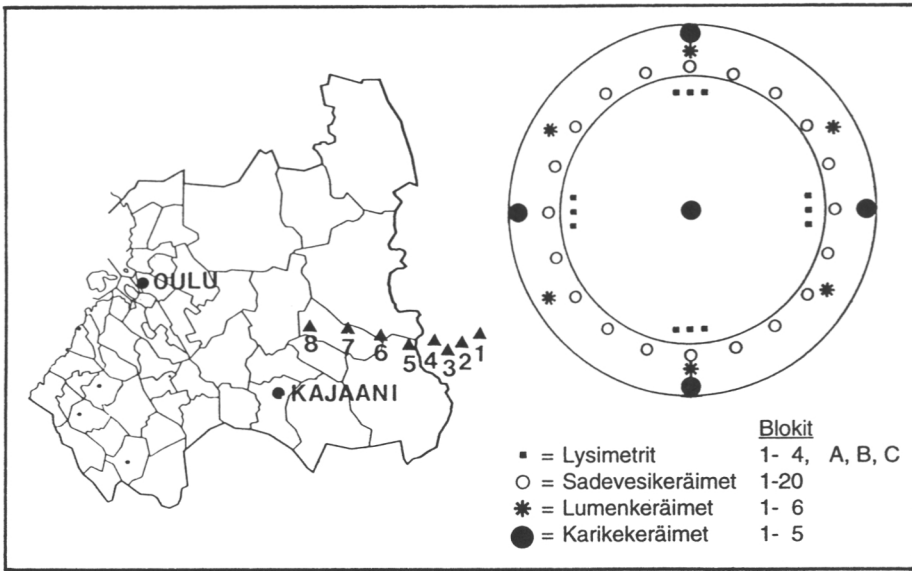 OULU
8 7 6 5 4 3 2 1
KAJAANI
Blokit
= Lysimetrit 1- 4, A, B, C
= Sadevesikeräimet 1-20
= Lumenkeräimet 1- 6
= Karikekeräimet 1- 5